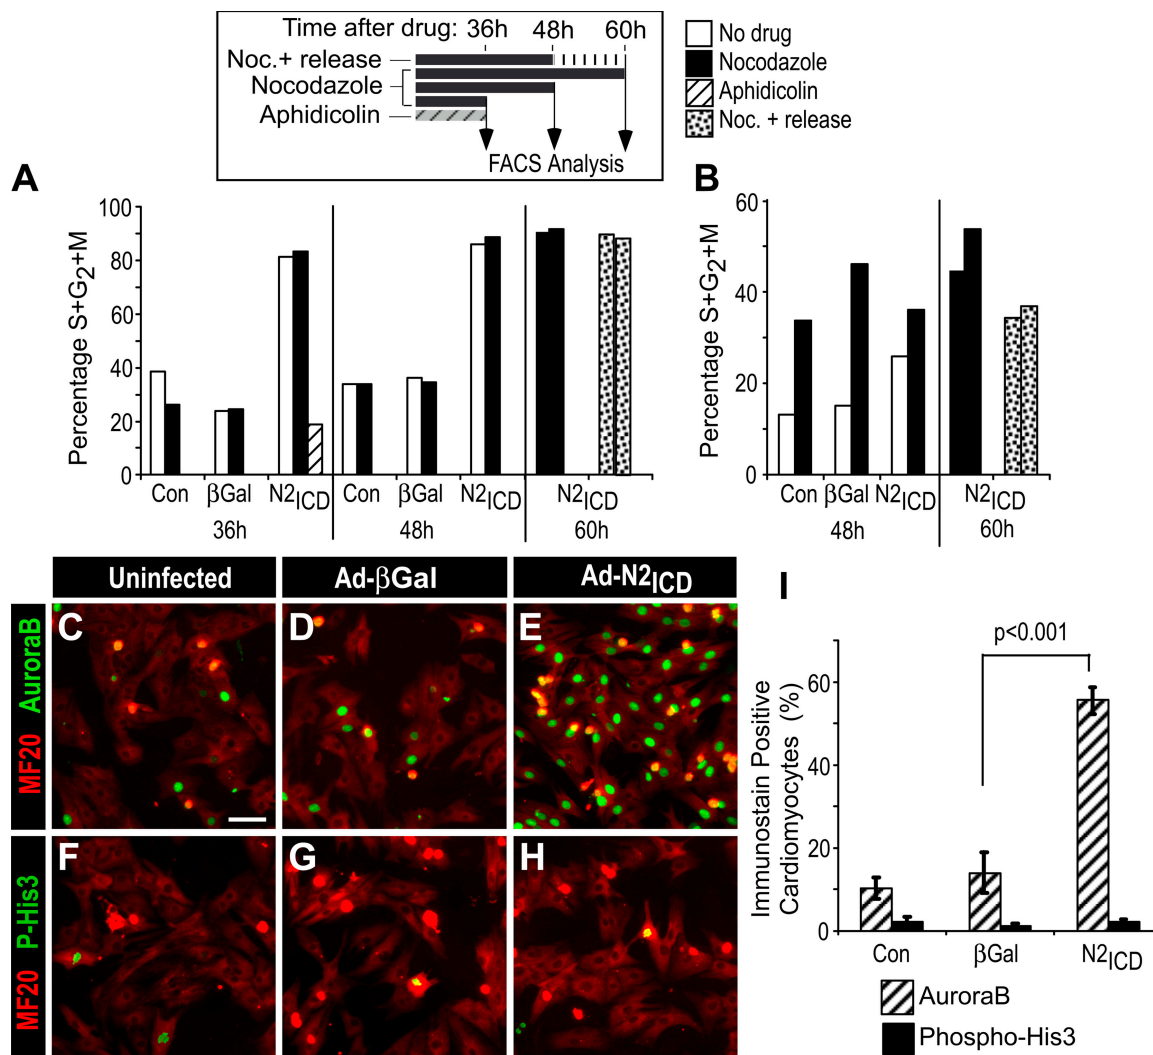 Time after drug: 36h 48h 60h
Noc.+ release
Nocodazole
Aphidicolin
FACS Analysis
No drug
Nocodazole
Aphidicolin
Noc. + release
A
Percentage S+G2+M
100
80
60
40
20
0
Con βGal N2ICD Con βGal N2ICD N2ICD
36h 48h 60h
B
Percentage S+G2+M
60
40
20
0
Con βGal N2ICD N2ICD
48h 60h
Uninfected Ad-βGal Ad-N2ICD
MF20 AuroraB
C D E
MF20 P-His3
F G H
I
p<0.001
Immunostain Positive
Cardiomyocytes (%)
60
40
20
0
Con βGal N2ICD
AuroraB
Phospho-His3